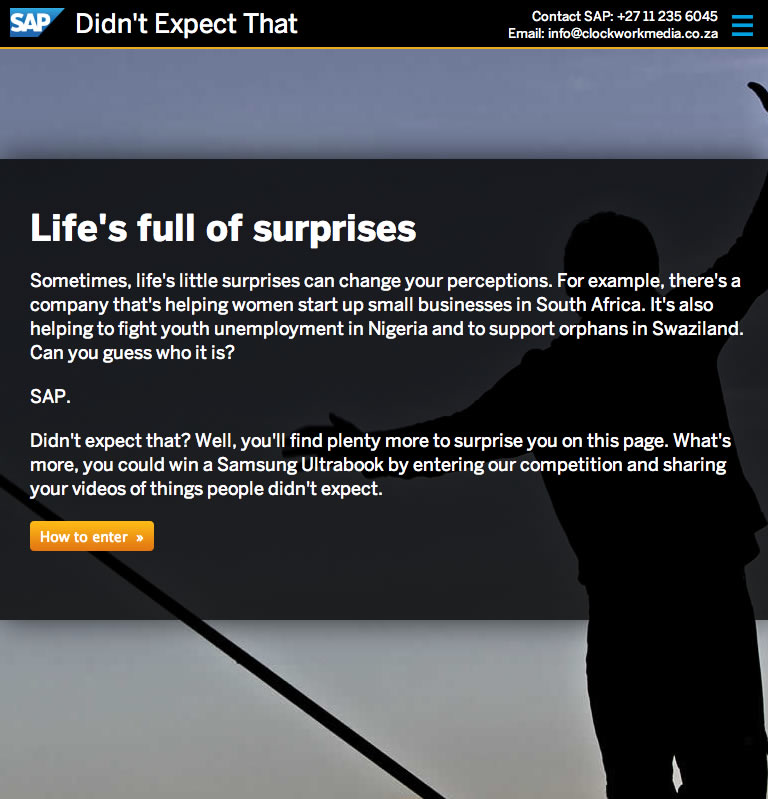 SAP
Didn't Expect That
Contact SAP: +27 11 235 6045
Email: info@clockworkmedia.co.za
Life's full of surprises
Sometimes, life's little surprises can change your perceptions. For example, there's a
company that's helping women start up small businesses in South Africa. It's also
helping to fight youth unemployment in Nigeria and to support orphans in Swaziland.
Can you guess who it is?
SAP.
Didn't expect that? Well, you'll find plenty more to surprise you on this page. What's
more, you could win a Samsung Ultrabook by entering our competition and sharing
your videos of things people didn't expect.
How to enter »